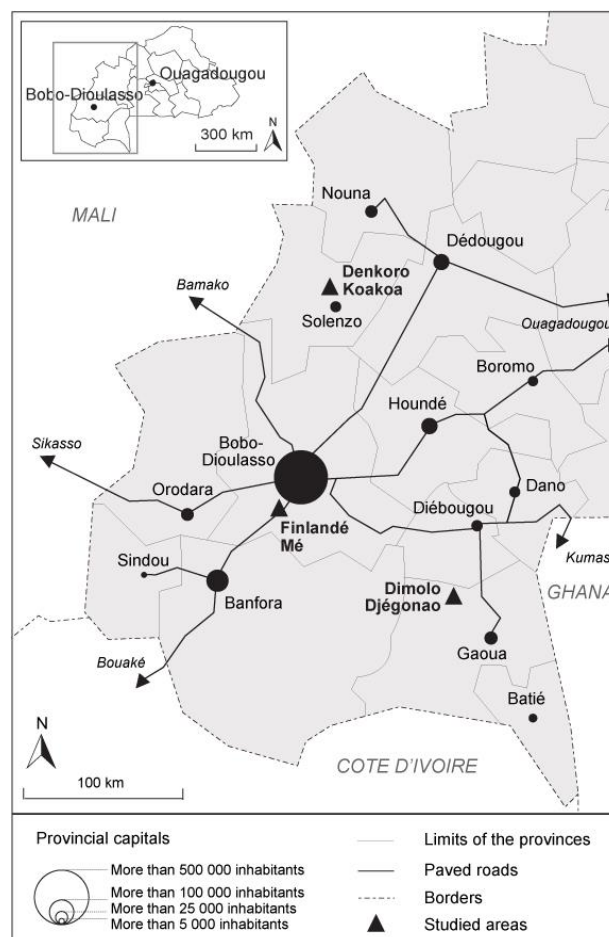 Ouagadougou
Bobo-Dioulasso
300 km
N
MALI
Nouna
Dédougou
Denkoro
Koakoa
Solenzo
Bamako
Ouagadougou
Boromo
Houndé
Bobo-
Dioulasso
Sikasso
Orodara
Dano
Finlandé
Mé
Diébougou
Sindou
Banfora
Kumas
GHANA
Dimolo
Djégonao
Bouaké
Gaoua
Batié
N
100 km
COTE D'IVOIRE
Provincial capitals
More than 500 000 inhabitants
More than 100 000 inhabitants
More than 25 000 inhabitants
More than 5 000 inhabitants
Limits of the provinces
Paved roads
Borders
Studied areas